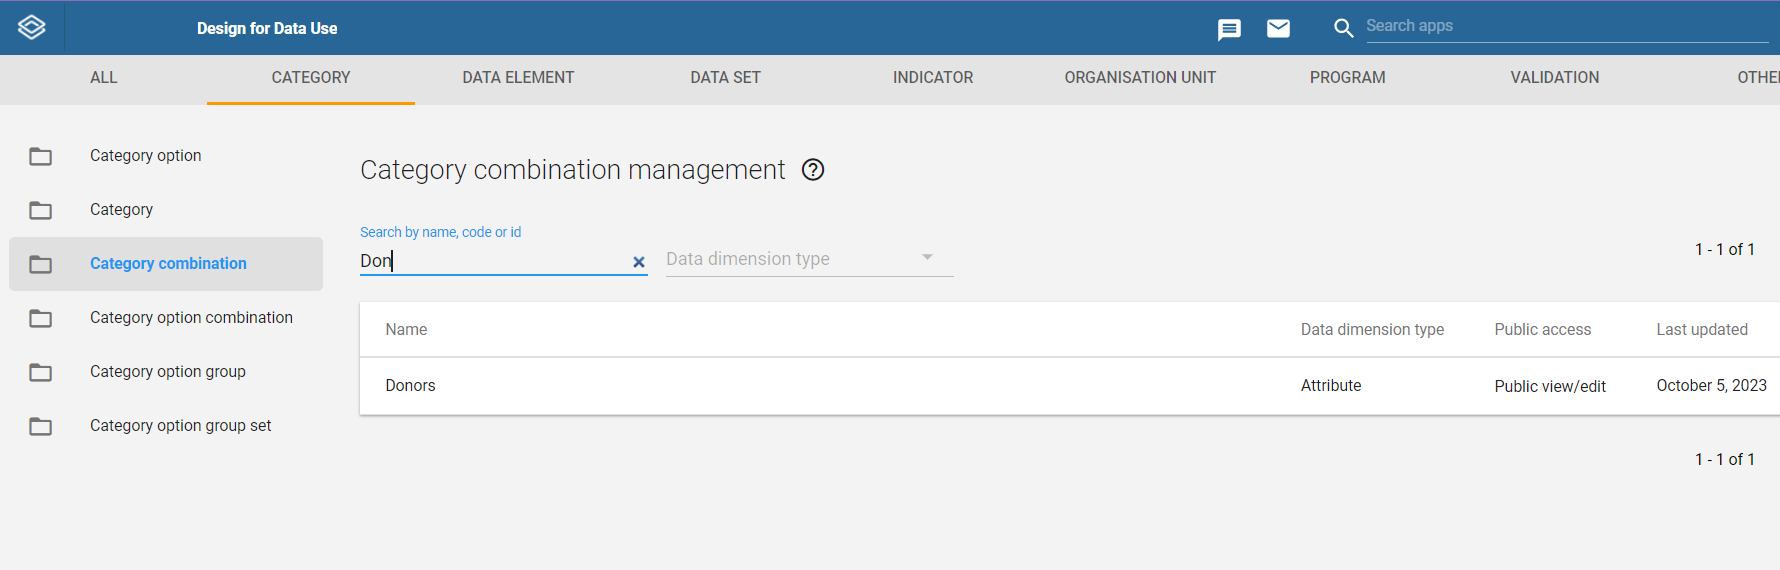 Design for Data Use
Search apps
ALL CATEGORY DATA ELEMENT DATA SET INDICATOR ORGANISATION UNIT PROGRAM VALIDATION OTHE
Category option
Category
Category combination
Category option combination
Category option group
Category option group set
Category combination management
Search by name, code or id
Don
Data dimension type
1 - 1 of 1
Name Data dimension type Public access Last updated
Donors Attribute Public view/edit October 5, 2023
1 - 1 of 1